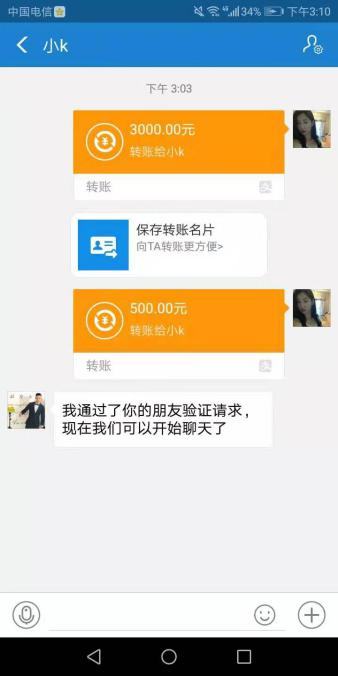 中国电信
4G
34%
下午3:10
小k
下午 3:03
3000.00元
转账给小k
转账
保存转账名片
向TA转账更方便>
500.00元
转账给小k
转账
我通过了你的朋友验证请求，
现在我们可以开始聊天了